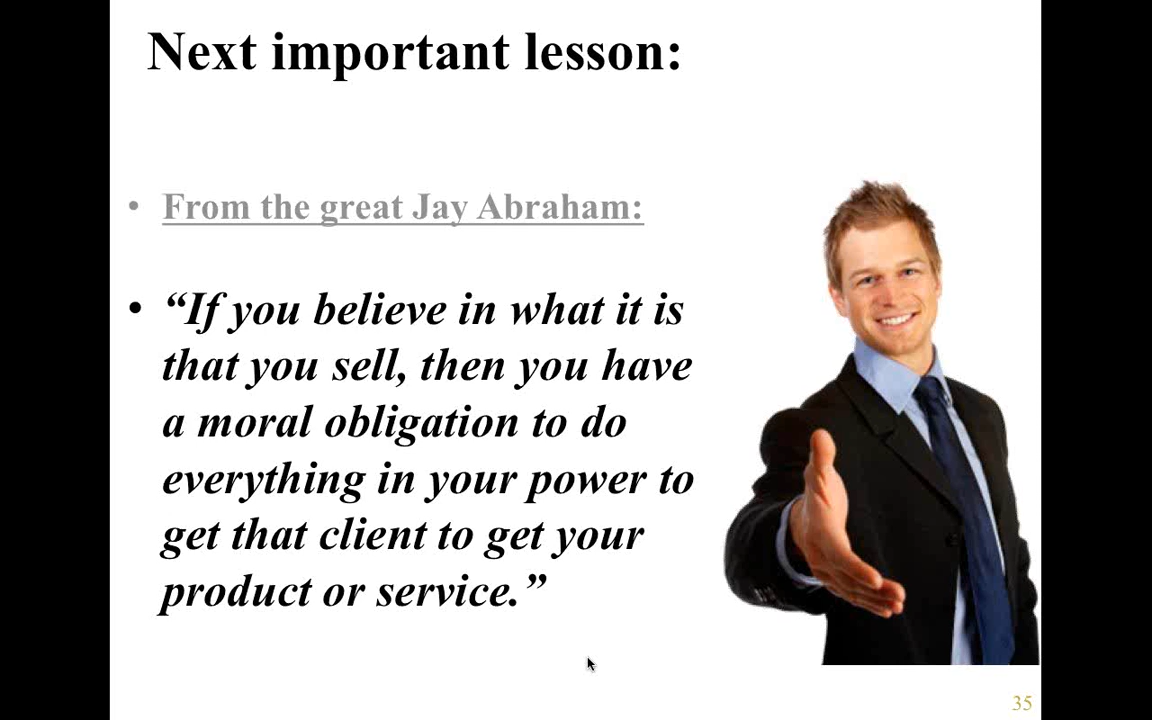 Next important lesson:
• From the great Jay Abraham:
• “If you believe in what it is
that you sell, then you have
a moral obligation to do
everything in your power to
get that client to get your
product or service.”
35